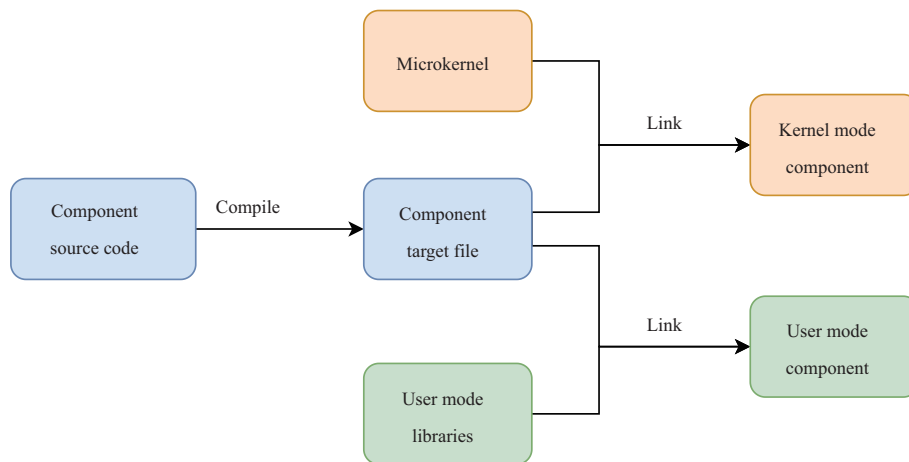 Microkernel
Link
Kernel mode
component
Component
source code
Compile
Component
target file
Link
User mode
component
User mode
libraries